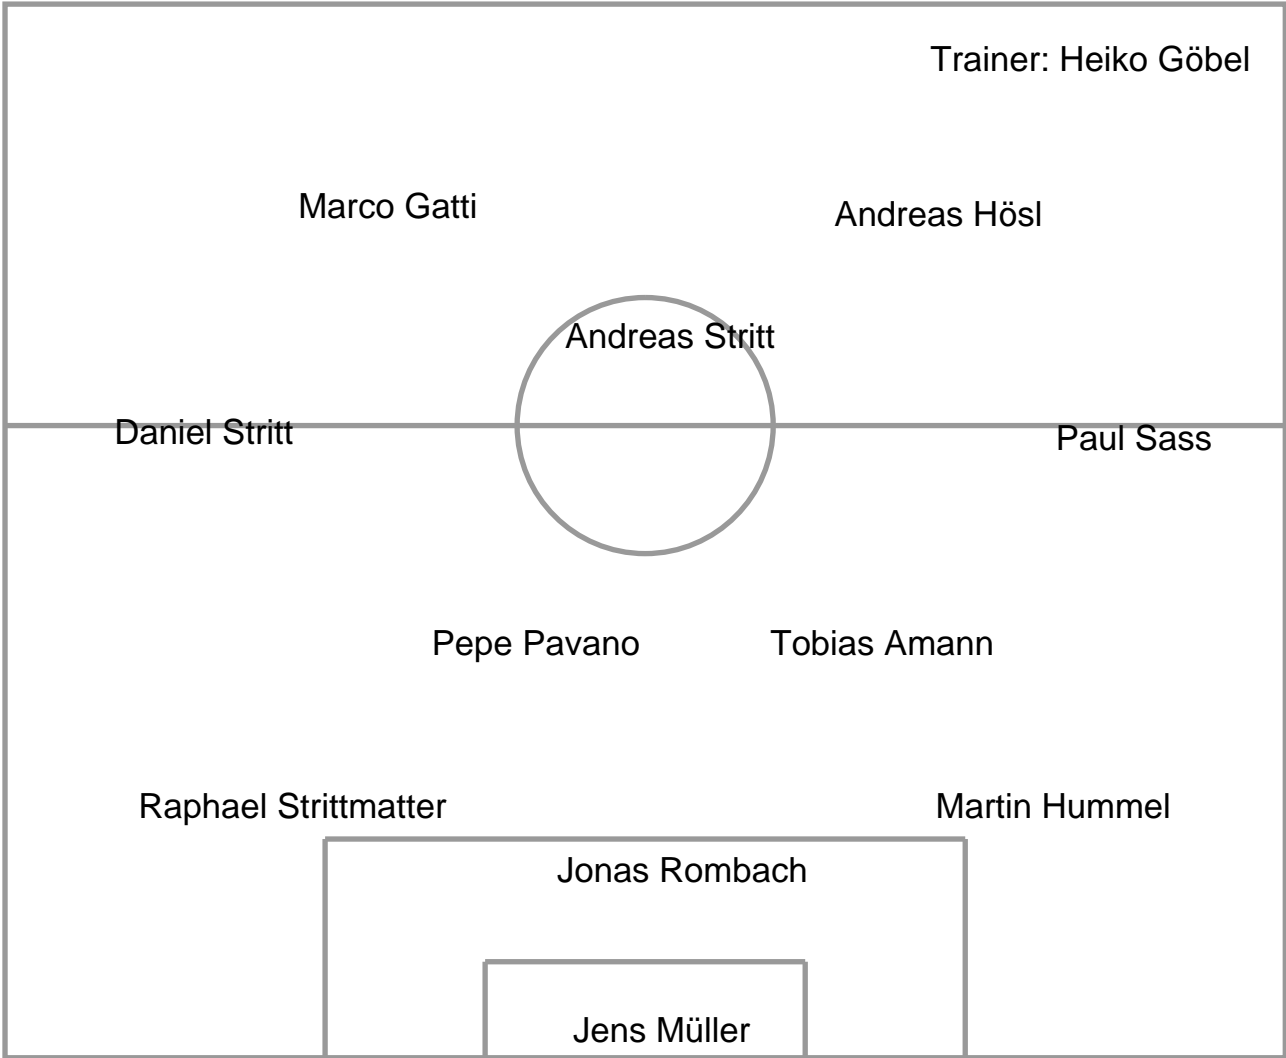 Trainer: Heiko Göbel
Marco Gatti
Andreas Hösl
Andreas Stritt
Daniel Stritt
Paul Sass
Pepe Pavano
Tobias Amann
Raphael Strittmatter
Martin Hummel
Jonas Rombach
Jens Müller